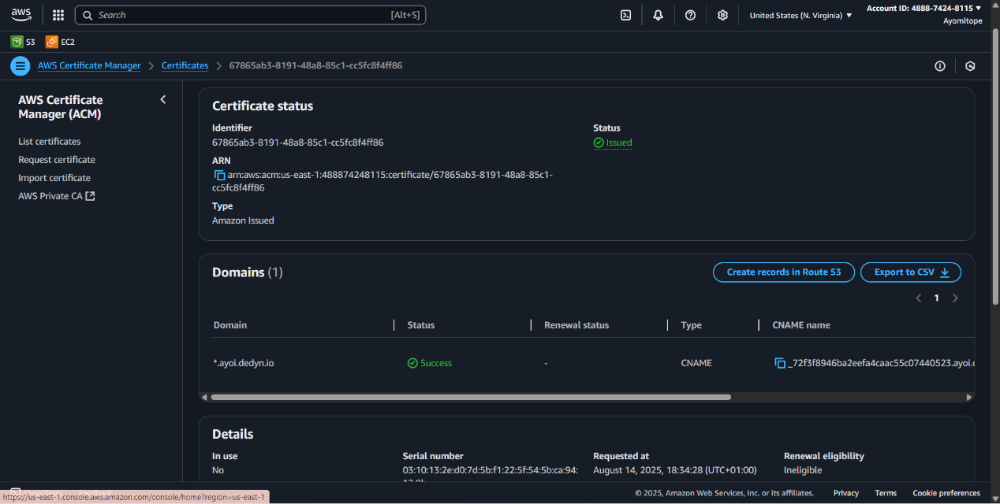 aws
Search
[Alt+S]
United States (N. Virginia)
Account ID: 4888-7424-8115
Ayomitope
S3
EC2
AWS Certificate Manager
Certificates
67865ab3-8191-48a8-85c1-cc5fc8f4ff86
AWS Certificate
Manager (ACM)
List certificates
Request certificate
Import certificate
AWS Private CA
Certificate status
Identifier
67865ab3-8191-48a8-85c1-cc5fc8f4ff86
Status
Issued
ARN
arn:aws:acm:us-east-1:488874248115:certificate/67865ab3-8191-48a8-85c1-
cc5fc8f4ff86
Type
Amazon Issued
Domains (1)
Create records in Route 53
Export to CSV
1
Domain
Status
Renewal status
Type
CNAME name
*.ayoi.dedyn.io
Success
-
CNAME
_72f3f8946ba2eefa4caac55c07440523.ayoi.
Details
In use
No
Serial number
03:10:13:2e:d0:7d:5b:f1:22:5f:54:5b:ca:94:
Requested at
August 14, 2025, 18:34:28 (UTC+01:00)
Renewal eligibility
Ineligible
https://us-east-1.console.aws.amazon.com/console/home?region=us-east-1
© 2025, Amazon Web Services, Inc. or its affiliates.
Privacy
Terms
Cookie preferences